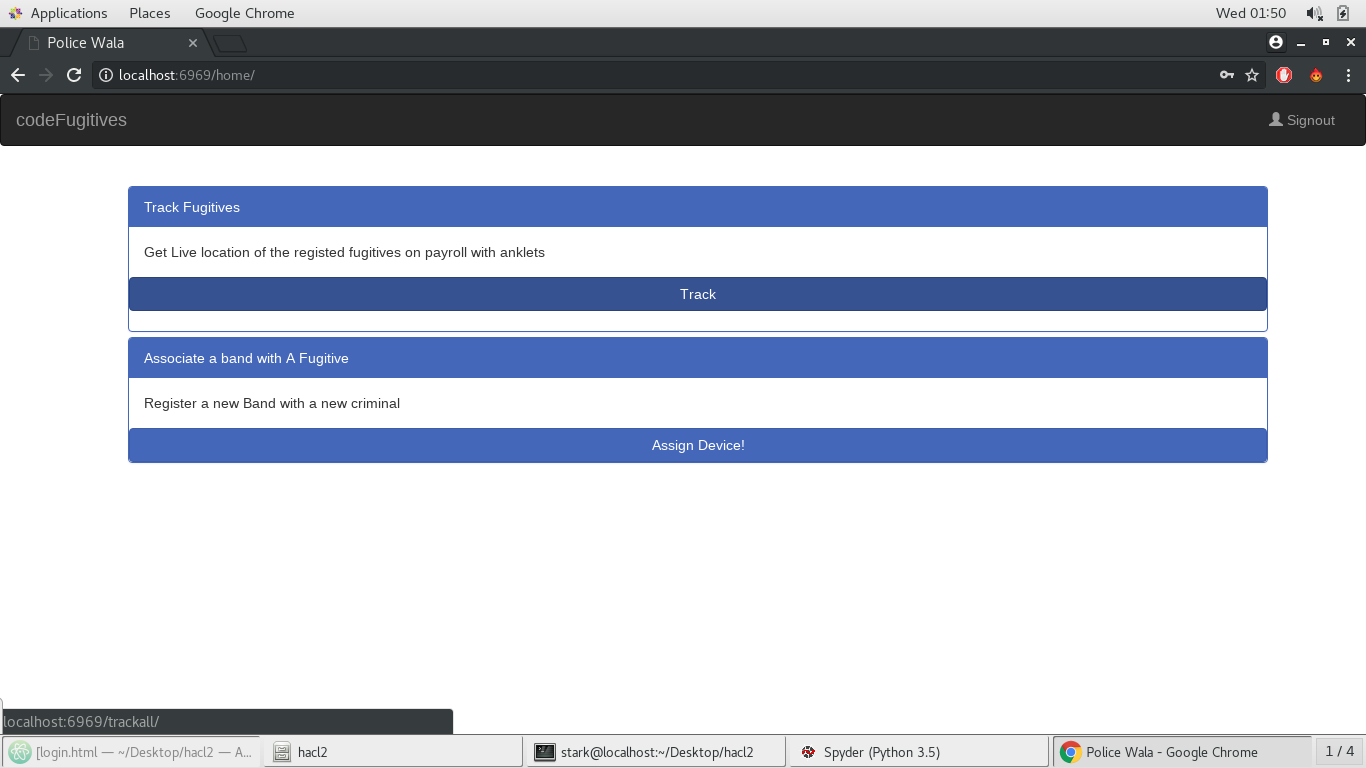 Applications Places Google Chrome Wed 01:50
Police Wala
localhost:6969/home/
codeFugitives Signout
Track Fugitives
Get Live location of the registed fugitives on payroll with anklets
Track
Associate a band with A Fugitive
Register a new Band with a new criminal
Assign Device!
localhost:6969/trackall/
[login.html — ~/Desktop/hacl2 — A... hacl2 stark@localhost:~/Desktop/hacl2 Spyder (Python 3.5) Police Wala - Google Chrome 1 / 4